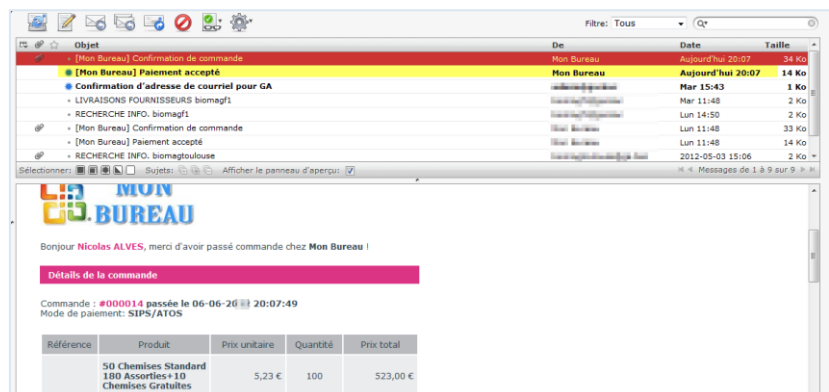 Filtre: Tous
Objet De Date Taille
[Mon Bureau] Confirmation de commande Mon Bureau Aujourd'hui 20:07 34 Ko
[Mon Bureau] Paiement accepté Mon Bureau Aujourd'hui 20:07 14 Ko
Confirmation d'adresse de courriel pour GA Mar 15:43 1 Ko
LIVRAISONS FOURNISSEURS biomagf1 Mar 11:48 2 Ko
RECHERCHE INFO. biomagf1 Lun 14:50 2 Ko
[Mon Bureau] Confirmation de commande Lun 11:48 33 Ko
[Mon Bureau] Paiement accepté Lun 11:48 14 Ko
RECHERCHE INFO. biomagtoulouse 2012-05-03 15:06 2 Ko
Sélectionner: Sujets: Afficher le panneau d'aperçu: Messages de 1 à 9 sur 9
MON
BUREAU
Bonjour Nicolas ALVES, merci d'avoir passé commande chez Mon Bureau !
Détails de la commande
Commande : #000014 passée le 06-06-20 20:07:49
Mode de paiement: SIPS/ATOS
Référence Produit Prix unitaire Quantité Prix total
50 Chemises Standard
180 Assorties+10
Chemises Gratuites
5,23 € 100 523,00 €